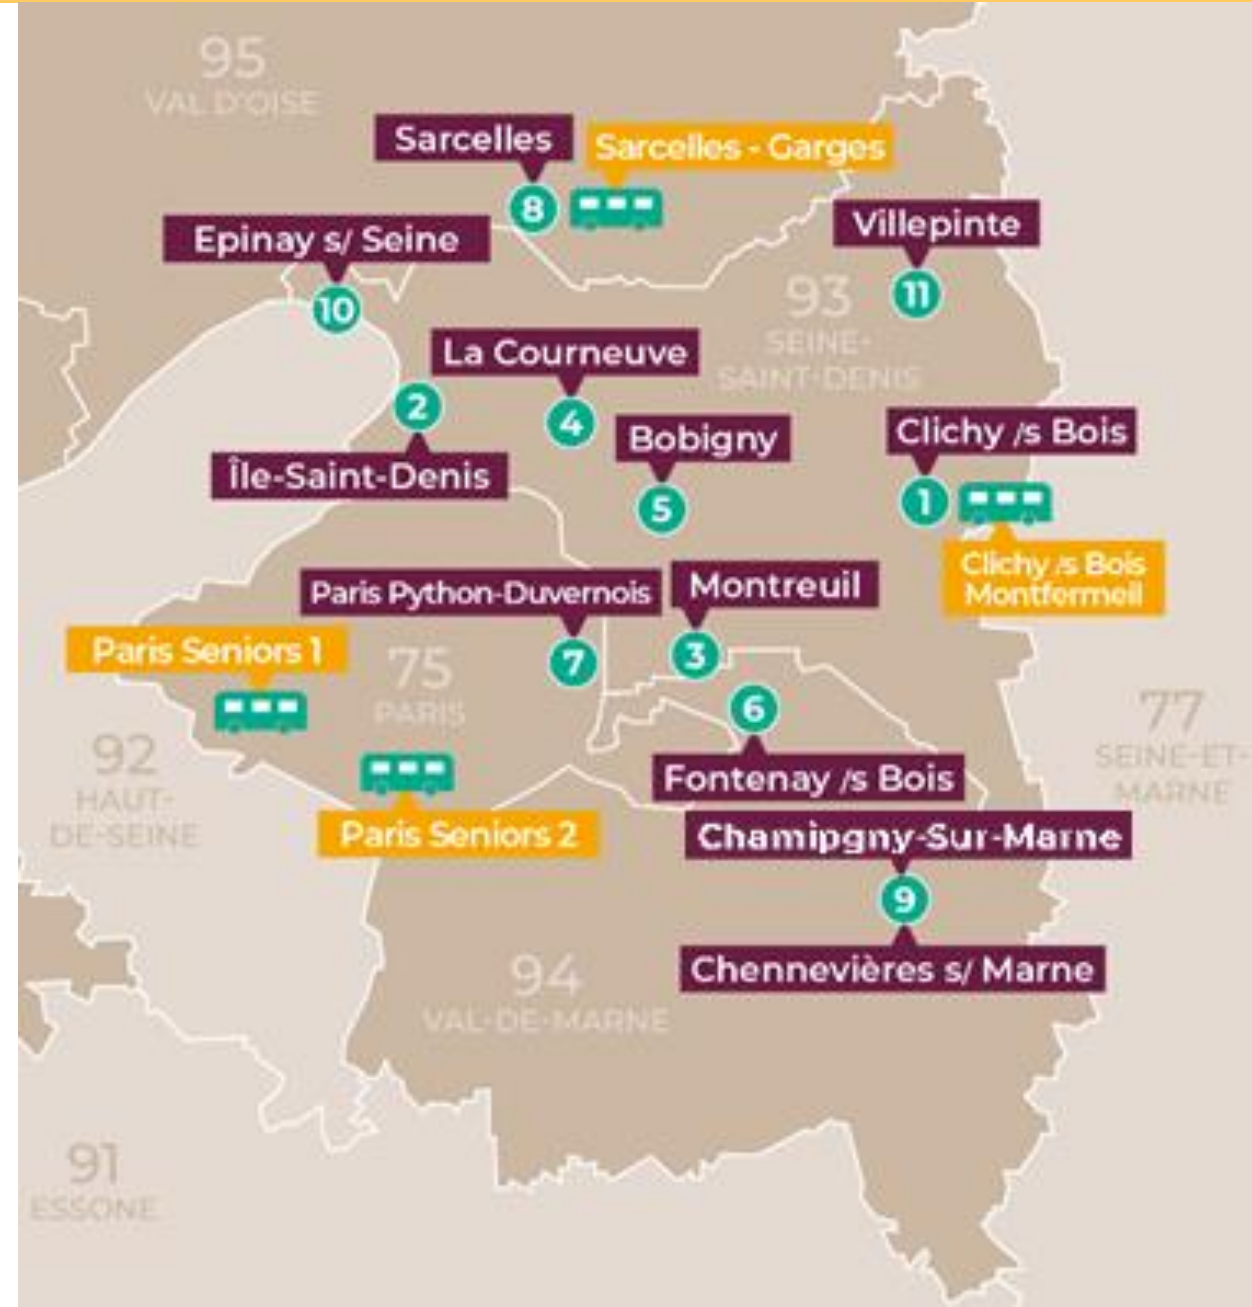 95
VAL D'OISE
Sarcelles
Sarcelles - Garges
8
Epinay s/ Seine
10
Villepinte
11
93
SEINE-
SAINT-DENIS
La Courneuve
4
2
Île-Saint-Denis
Bobigny
5
Clichy /s Bois
1
Clichy /s Bois
Montfermeil
Paris Python-Duvernois
7
Montreuil
3
Paris Seniors 1
75
PARIS
6
Fontenay /s Bois
77
SEINE-ET-
MARNE
92
HAUT-
DE-SEINE
Paris Seniors 2
Chamipgny-Sur-Marne
9
Chennevières s/ Marne
94
VAL-DE-MARNE
91
ESSONE